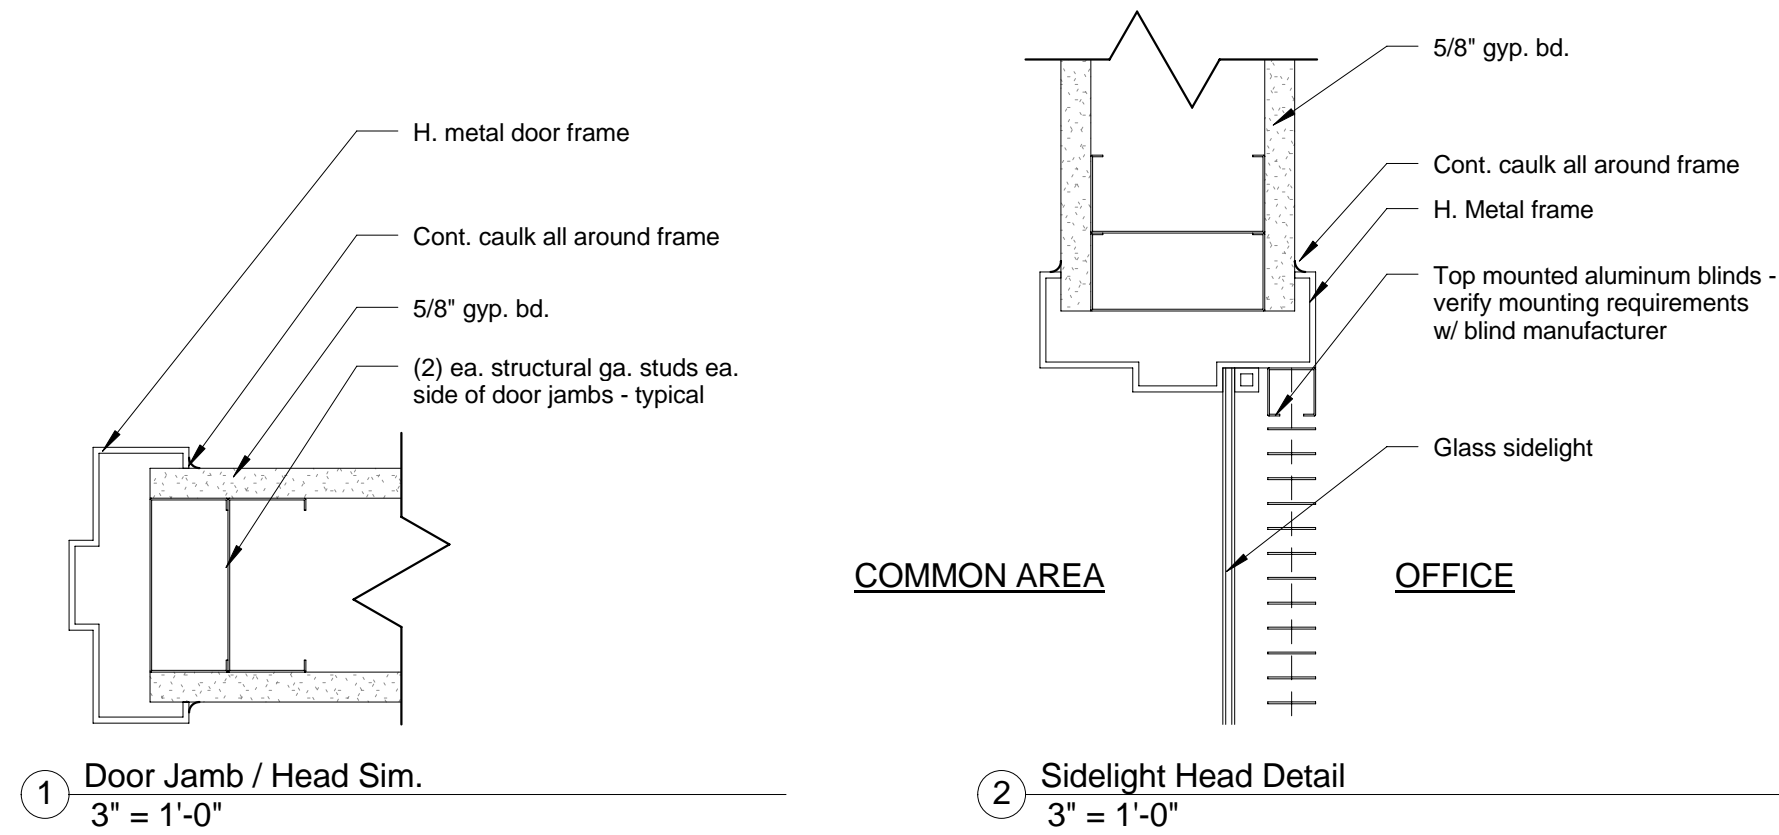 H. metal door frame
Cont. caulk all around frame
5/8" gyp. bd.
(2) ea. structural ga. studs ea.
side of door jambs - typical
1
Door Jamb / Head Sim.
3" = 1'-0"
5/8" gyp. bd.
Cont. caulk all around frame
H. Metal frame
Top mounted aluminum blinds -
verify mounting requirements
w/ blind manufacturer
Glass sidelight
COMMON AREA
OFFICE
2
Sidelight Head Detail
3" = 1'-0"